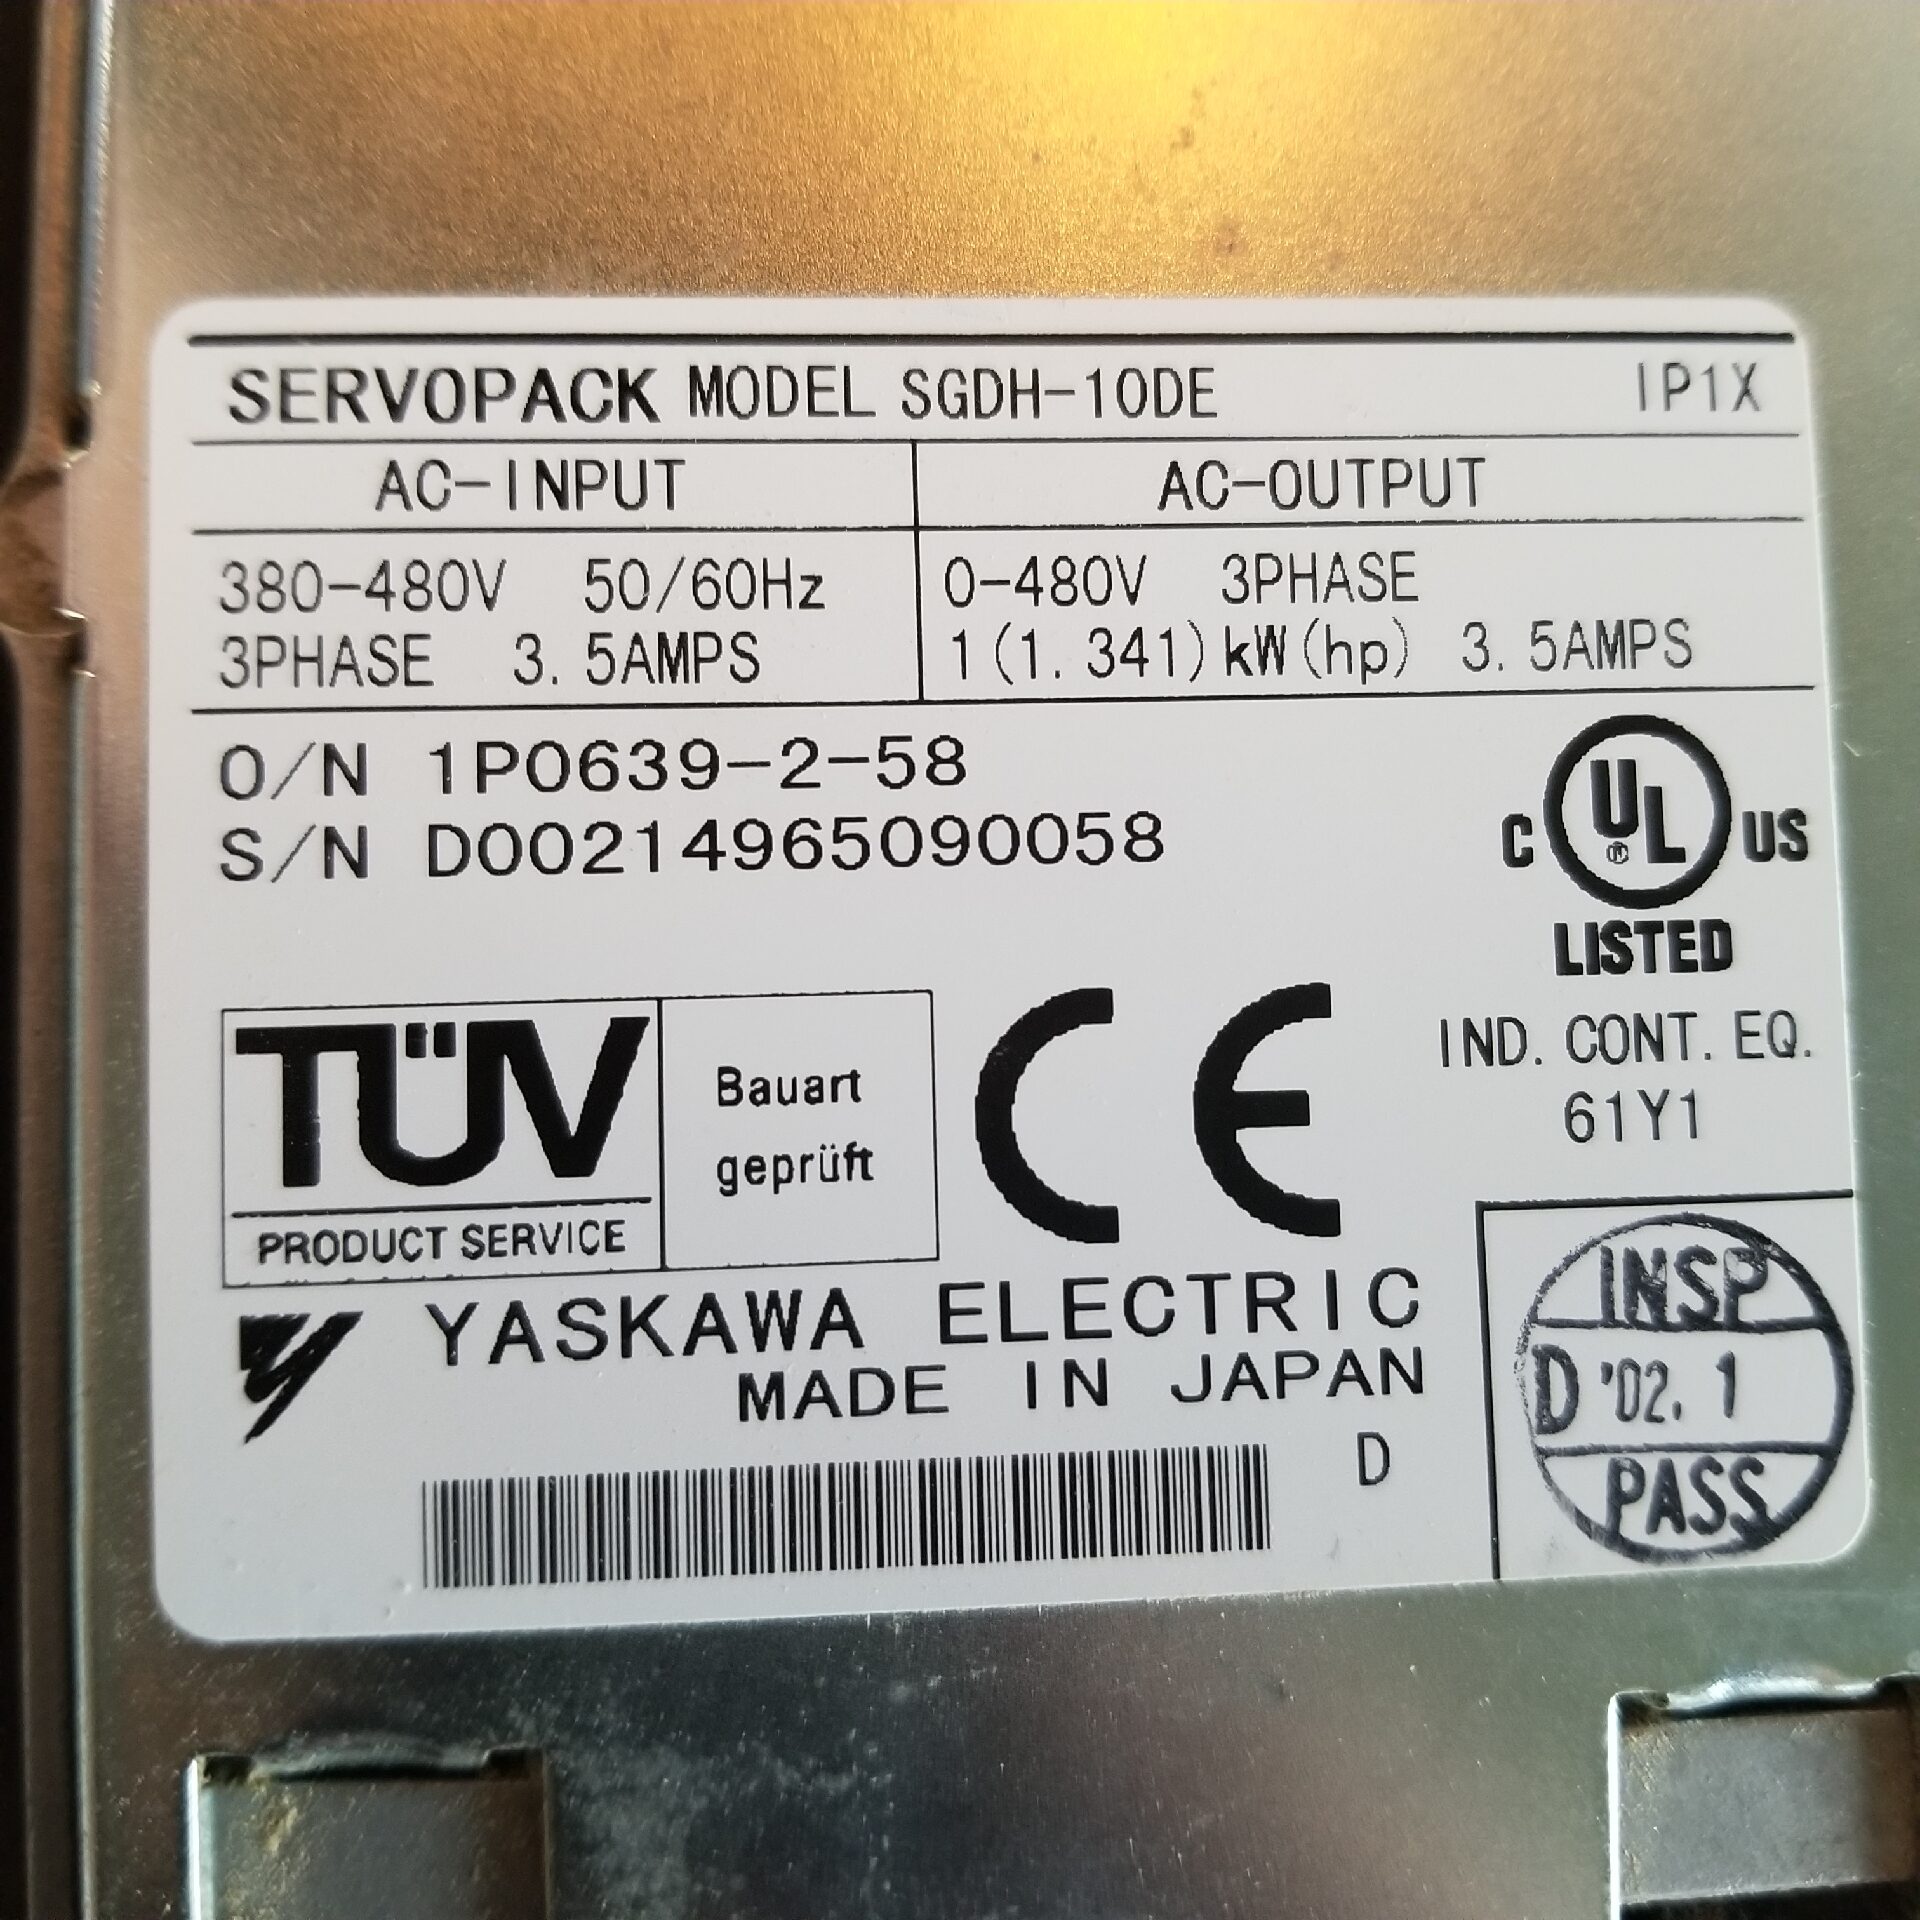 SERVOPACK MODEL SGDH-10DE IP1X
AC-INPUT AC-OUTPUT
380-480V 50/60Hz 0-480V 3PHASE
3PHASE 3.5AMPS 1(1.341)kW(hp) 3.5AMPS
O/N 1P0639-2-58
S/N D00214965090058
C UL ® US
LISTED
IND. CONT. EQ.
61Y1
TÜV
PRODUCT SERVICE
Bauart
geprüft
CE
YASKAWA ELECTRIC
MADE IN JAPAN
D
INSP
D '02.1
PASS